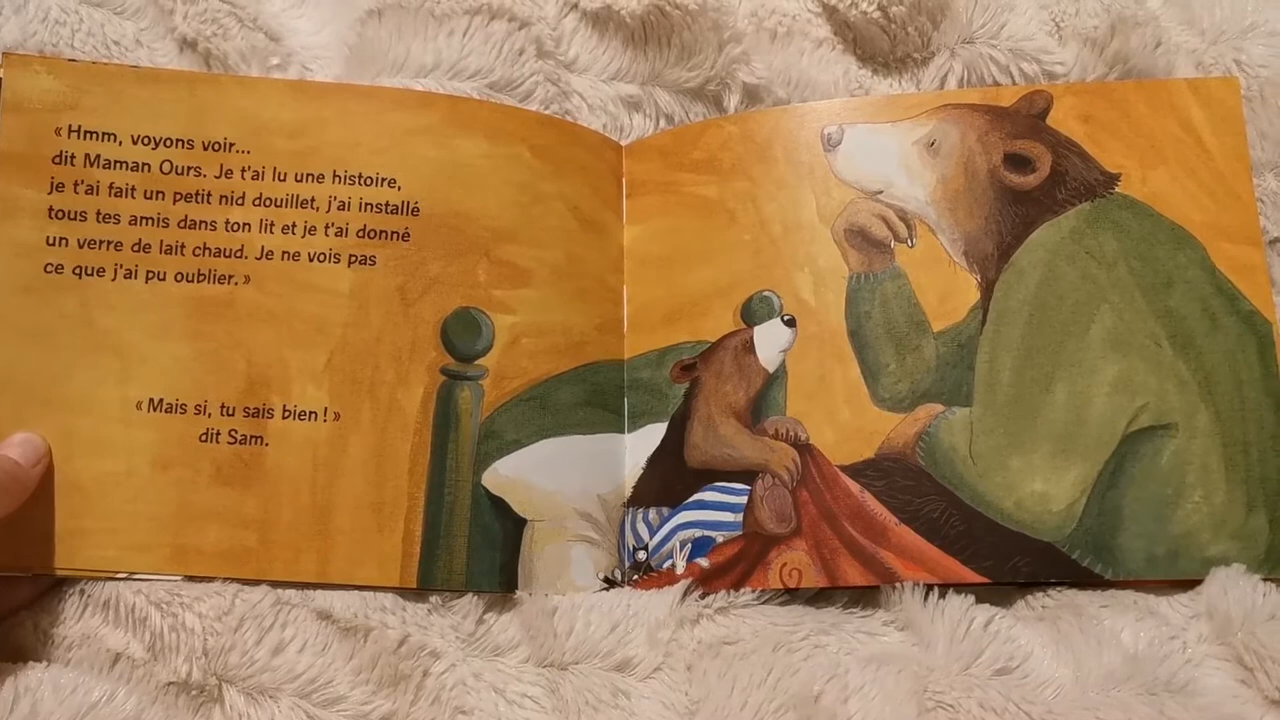 « Hmm, voyons voir...
dit Maman Ours. Je t'ai lu une histoire,
je t'ai fait un petit nid douillet, j'ai installé
tous tes amis dans ton lit et je t'ai donné
un verre de lait chaud. Je ne vois pas
ce que j'ai pu oublier. »
« Mais si, tu sais bien ! »
dit Sam.